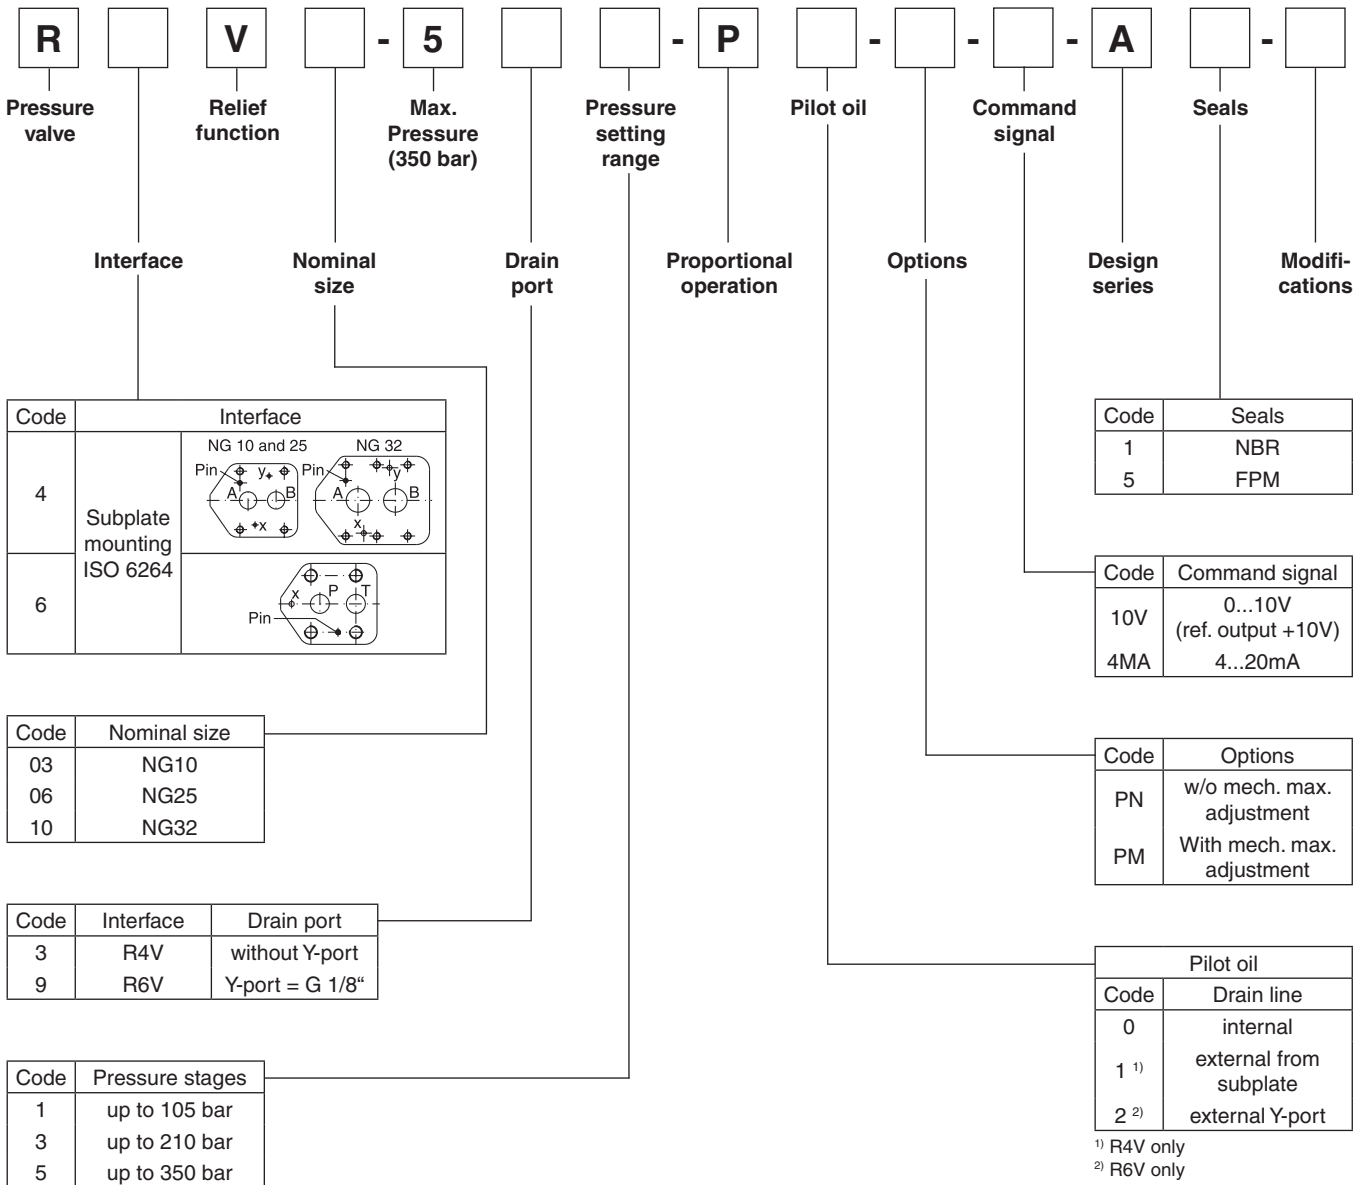 R V - 5 - P - - - A -
Pressure valve
Relief function
Max. Pressure (350 bar)
Pressure setting range
Pilot oil
Command signal
Seals
Interface
Nominal size
Drain port
Proportional operation
Options
Design series
Modifi-cations
Code Interface
4
6
Subplate mounting ISO 6264
NG 10 and 25 NG 32
Pin y A B x
Pin y A B x
x P T
Pin
Code Nominal size
03 NG10
06 NG25
10 NG32
Code Interface Drain port
3 R4V without Y-port
9 R6V Y-port = G 1/8“
Code Pressure stages
1 up to 105 bar
3 up to 210 bar
5 up to 350 bar
Code Seals
1 NBR
5 FPM
Code Command signal
10V 0...10V
(ref. output +10V)
4MA 4...20mA
Code Options
PN w/o mech. max.
adjustment
PM With mech. max.
adjustment
Pilot oil
Code Drain line
0 internal
1 ¹⁾ external from
subplate
2 ²⁾ external Y-port
¹⁾ R4V only
²⁾ R6V only